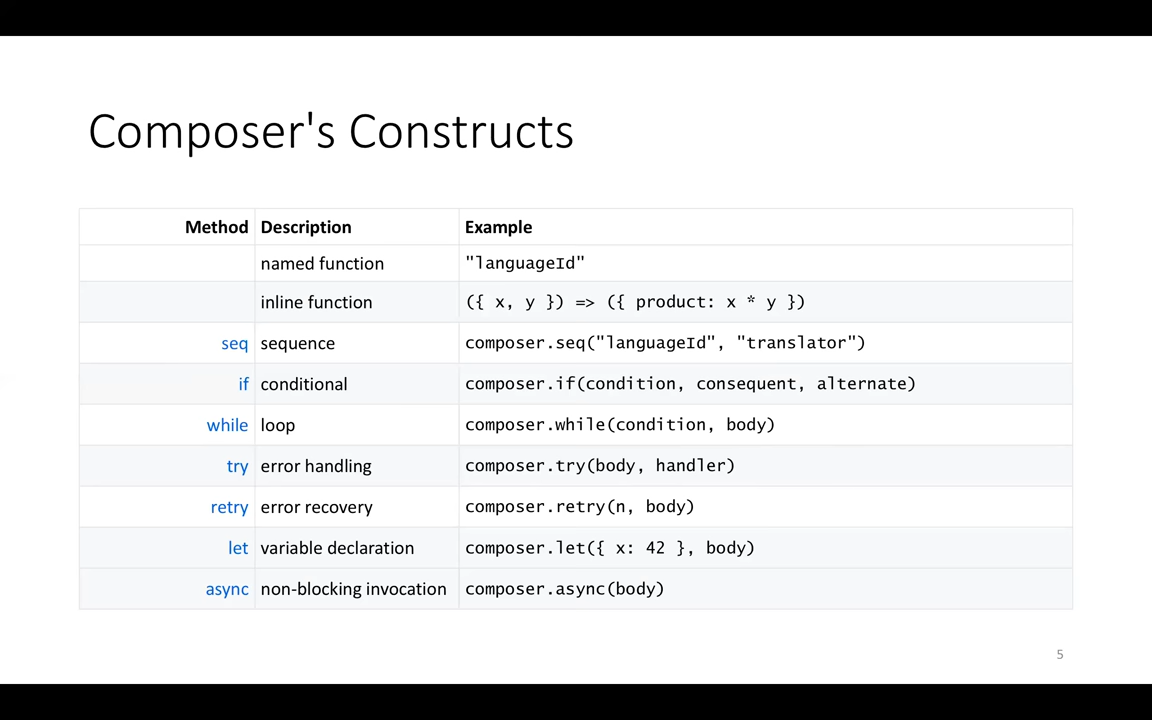 Composer's Constructs
Method Description Example
named function "languageId"
inline function ({ x, y }) => ({ product: x * y })
seq sequence composer.seq("languageId", "translator")
if conditional composer.if(condition, consequent, alternate)
while loop composer.while(condition, body)
try error handling composer.try(body, handler)
retry error recovery composer.retry(n, body)
let variable declaration composer.let({ x: 42 }, body)
async non-blocking invocation composer.async(body)
5